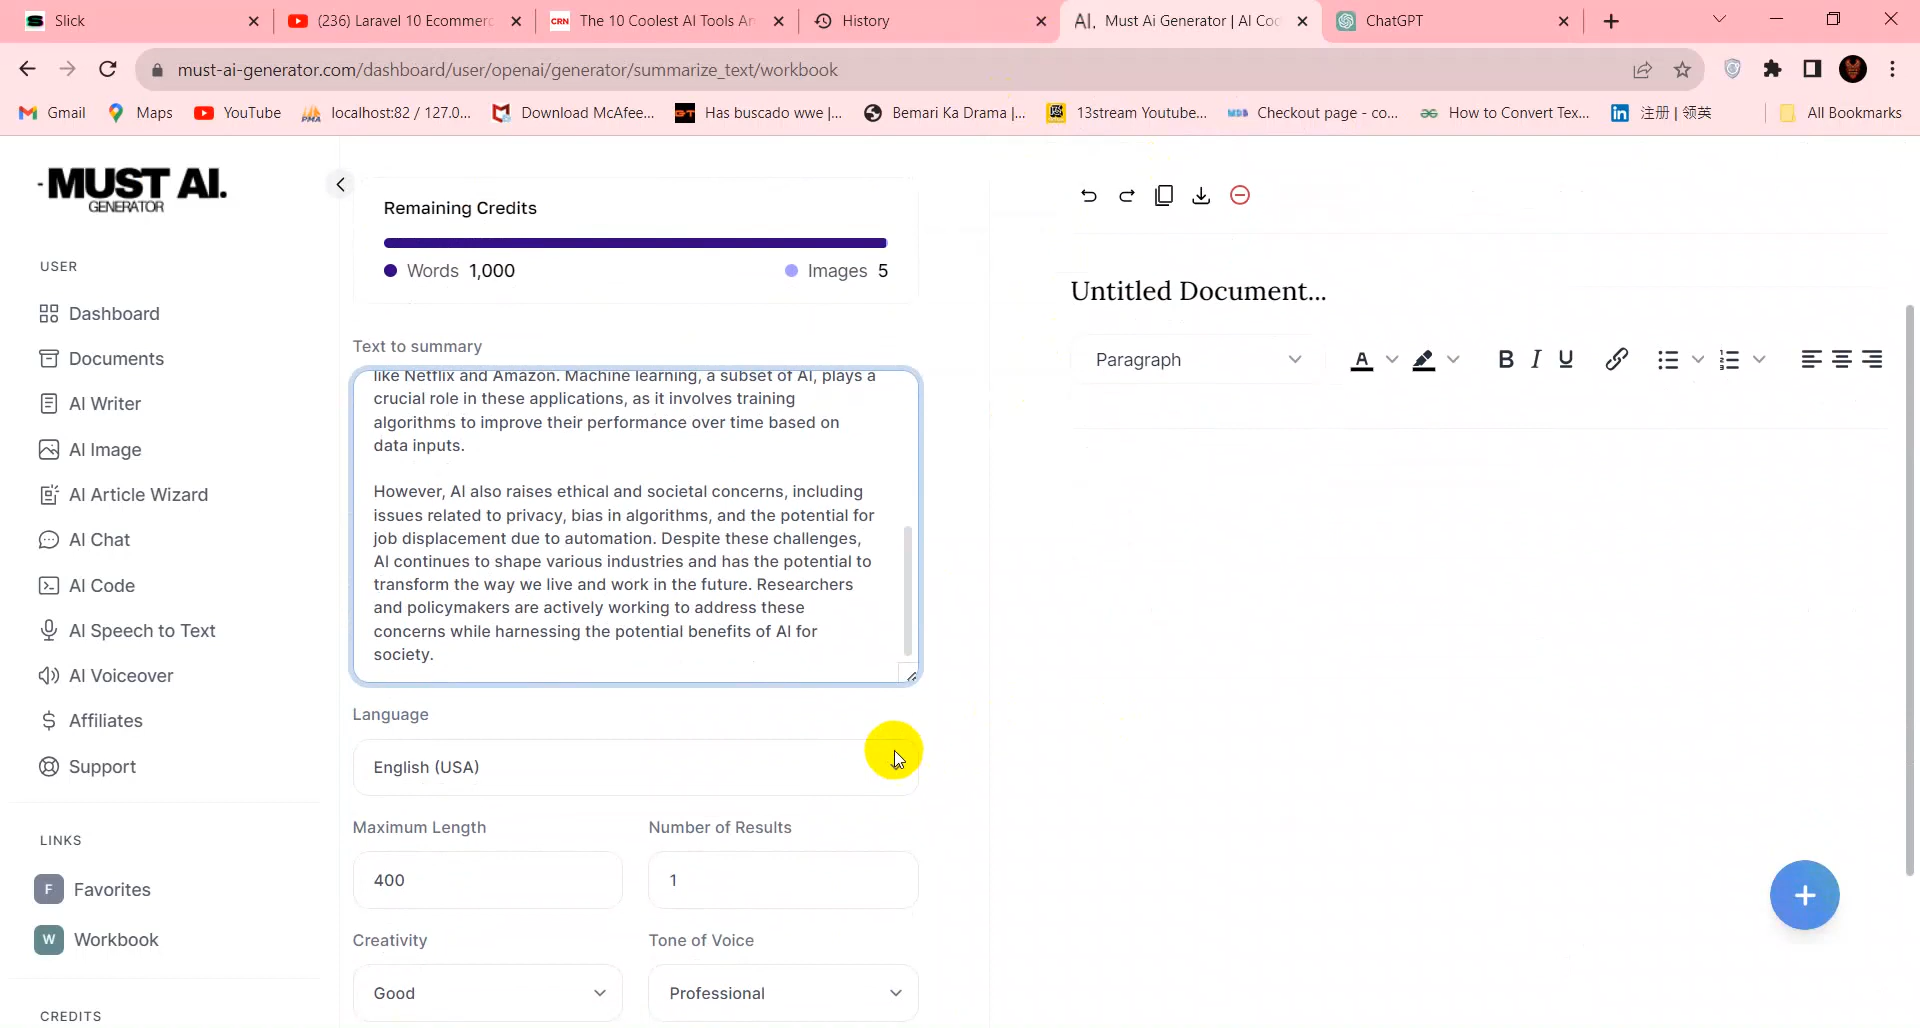 Slick
(236) Laravel 10 Ecommerc
CRN The 10 Coolest AI Tools An
History
AI. Must Ai Generator | AI Coo
ChatGPT
must-ai-generator.com/dashboard/user/openai/generator/summarize_text/workbook
Gmail
Maps
YouTube
localhost:82 / 127.0...
Download McAfee...
Has buscado wwe |...
Bemari Ka Drama |...
13stream Youtube...
Checkout page - co...
How to Convert Tex...
注册 | 领英
All Bookmarks
MUST AI.
GENERATOR
USER
Dashboard
Documents
AI Writer
AI Image
AI Article Wizard
AI Chat
AI Code
AI Speech to Text
AI Voiceover
Affiliates
Support
LINKS
F Favorites
W Workbook
CREDITS
Remaining Credits
Words 1,000
Images 5
Text to summary
like Netflix and Amazon. Machine learning, a subset of AI, plays a
crucial role in these applications, as it involves training
algorithms to improve their performance over time based on
data inputs.
However, AI also raises ethical and societal concerns, including
issues related to privacy, bias in algorithms, and the potential for
job displacement due to automation. Despite these challenges,
AI continues to shape various industries and has the potential to
transform the way we live and work in the future. Researchers
and policymakers are actively working to address these
concerns while harnessing the potential benefits of AI for
society.
Language
English (USA)
Maximum Length
Number of Results
400
1
Creativity
Tone of Voice
Good
Professional
Untitled Document...
Paragraph
A
B I U